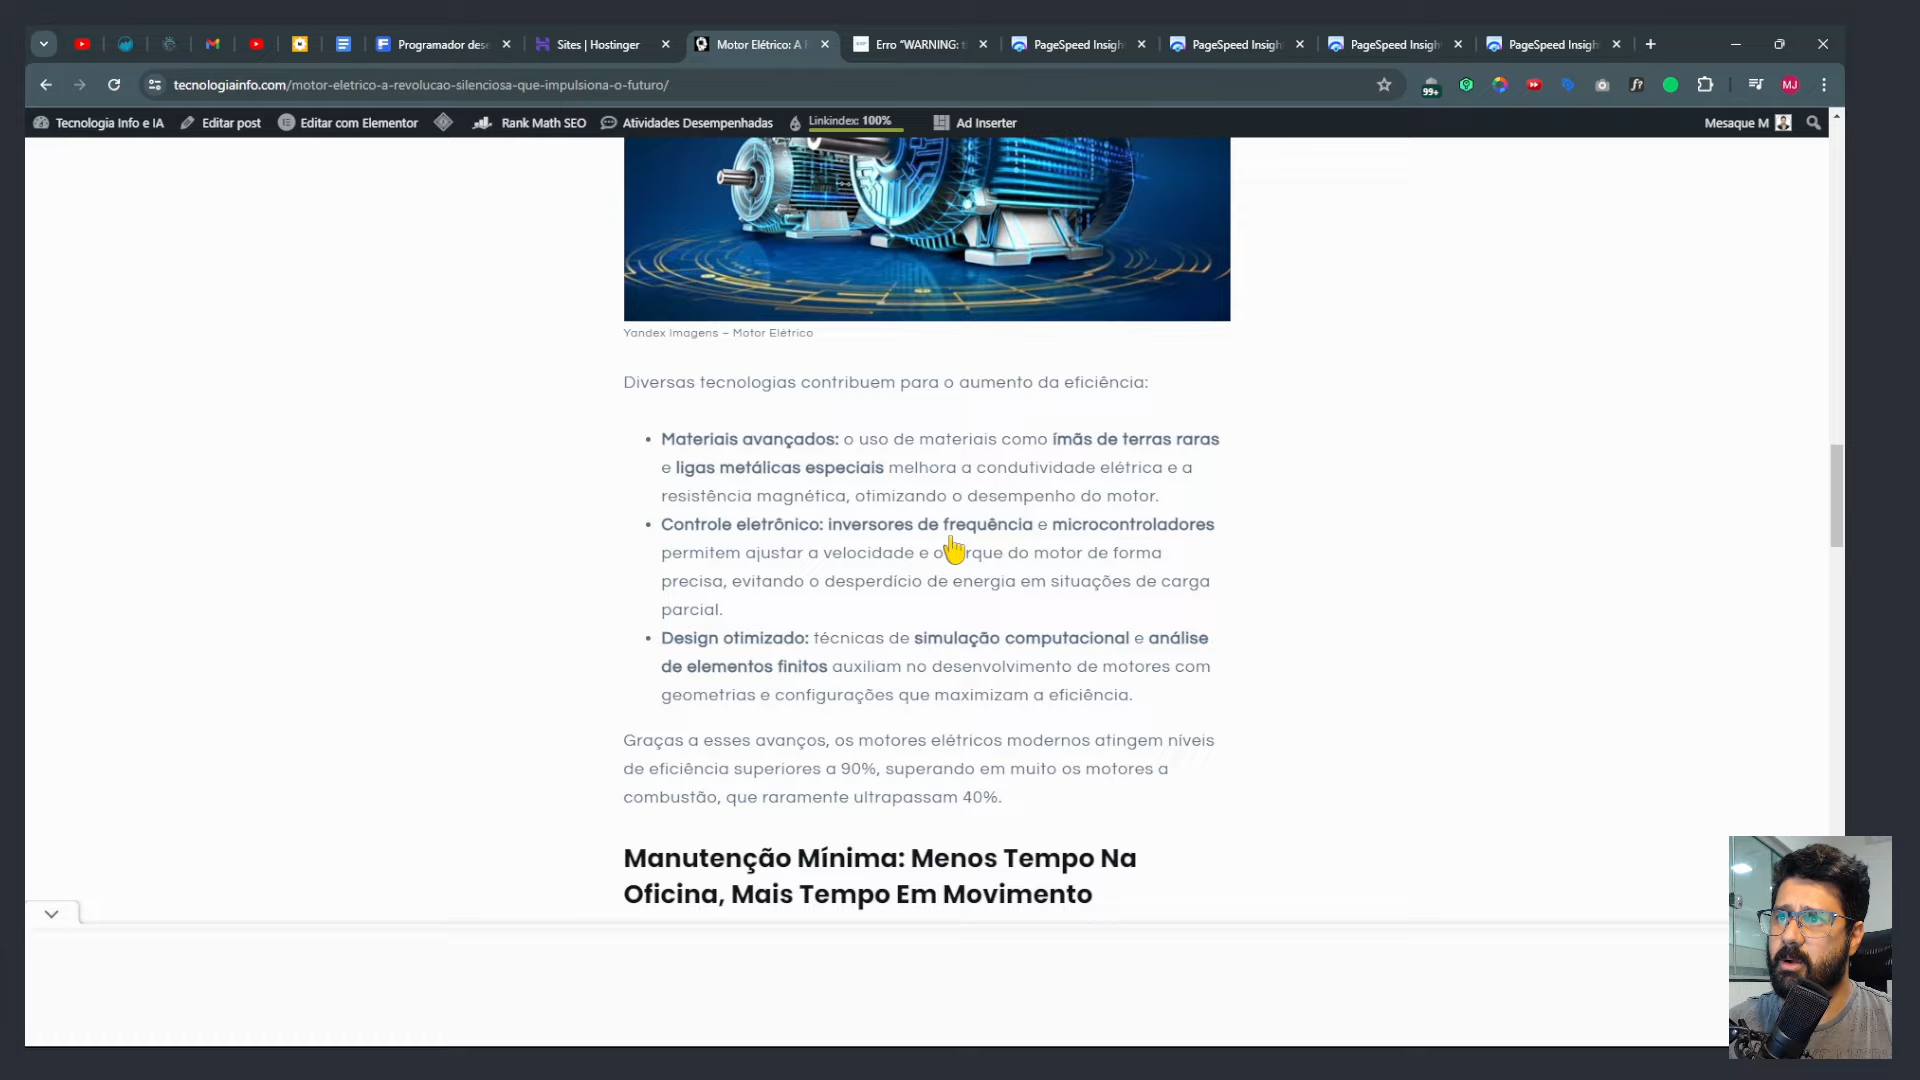 Programador dese
Sites | Hostinger
Motor Elétrico: A R
Erro "WARNING: t
PageSpeed Insigh
PageSpeed Insigh
PageSpeed Insigh
PageSpeed Insigh
tecnologiainfo.com/motor-eletrico-a-revolucao-silenciosa-que-impulsiona-o-futuro/
99+
f?
MJ
Tecnologia Info e IA
Editar post
Editar com Elementor
Rank Math SEO
Atividades Desempenhadas
Linkindex: 100%
Ad Inserter
Mesaque M
Yandex Imagens – Motor Elétrico
Diversas tecnologias contribuem para o aumento da eficiência:
• Materiais avançados: o uso de materiais como ímãs de terras raras
e ligas metálicas especiais melhora a condutividade elétrica e a
resistência magnética, otimizando o desempenho do motor.
• Controle eletrônico: inversores de frequência e microcontroladores
permitem ajustar a velocidade e o rque do motor de forma
precisa, evitando o desperdício de energia em situações de carga
parcial.
• Design otimizado: técnicas de simulação computacional e análise
de elementos finitos auxiliam no desenvolvimento de motores com
geometrias e configurações que maximizam a eficiência.
Graças a esses avanços, os motores elétricos modernos atingem níveis
de eficiência superiores a 90%, superando em muito os motores a
combustão, que raramente ultrapassam 40%.
Manutenção Mínima: Menos Tempo Na
Oficina, Mais Tempo Em Movimento